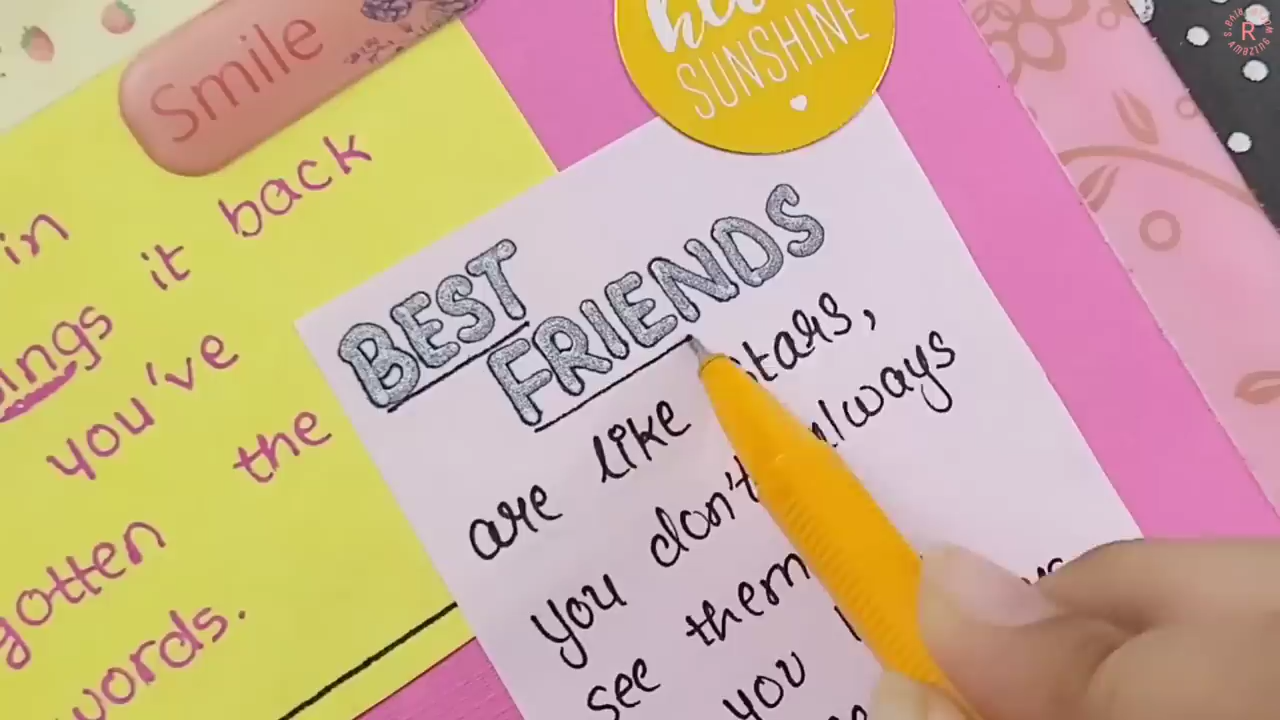 Smile
in
it back
you've
the
gotten
words.
SUNSHINE
BEST
FRIENDS
are like stars,
you don't always
see them
you
R